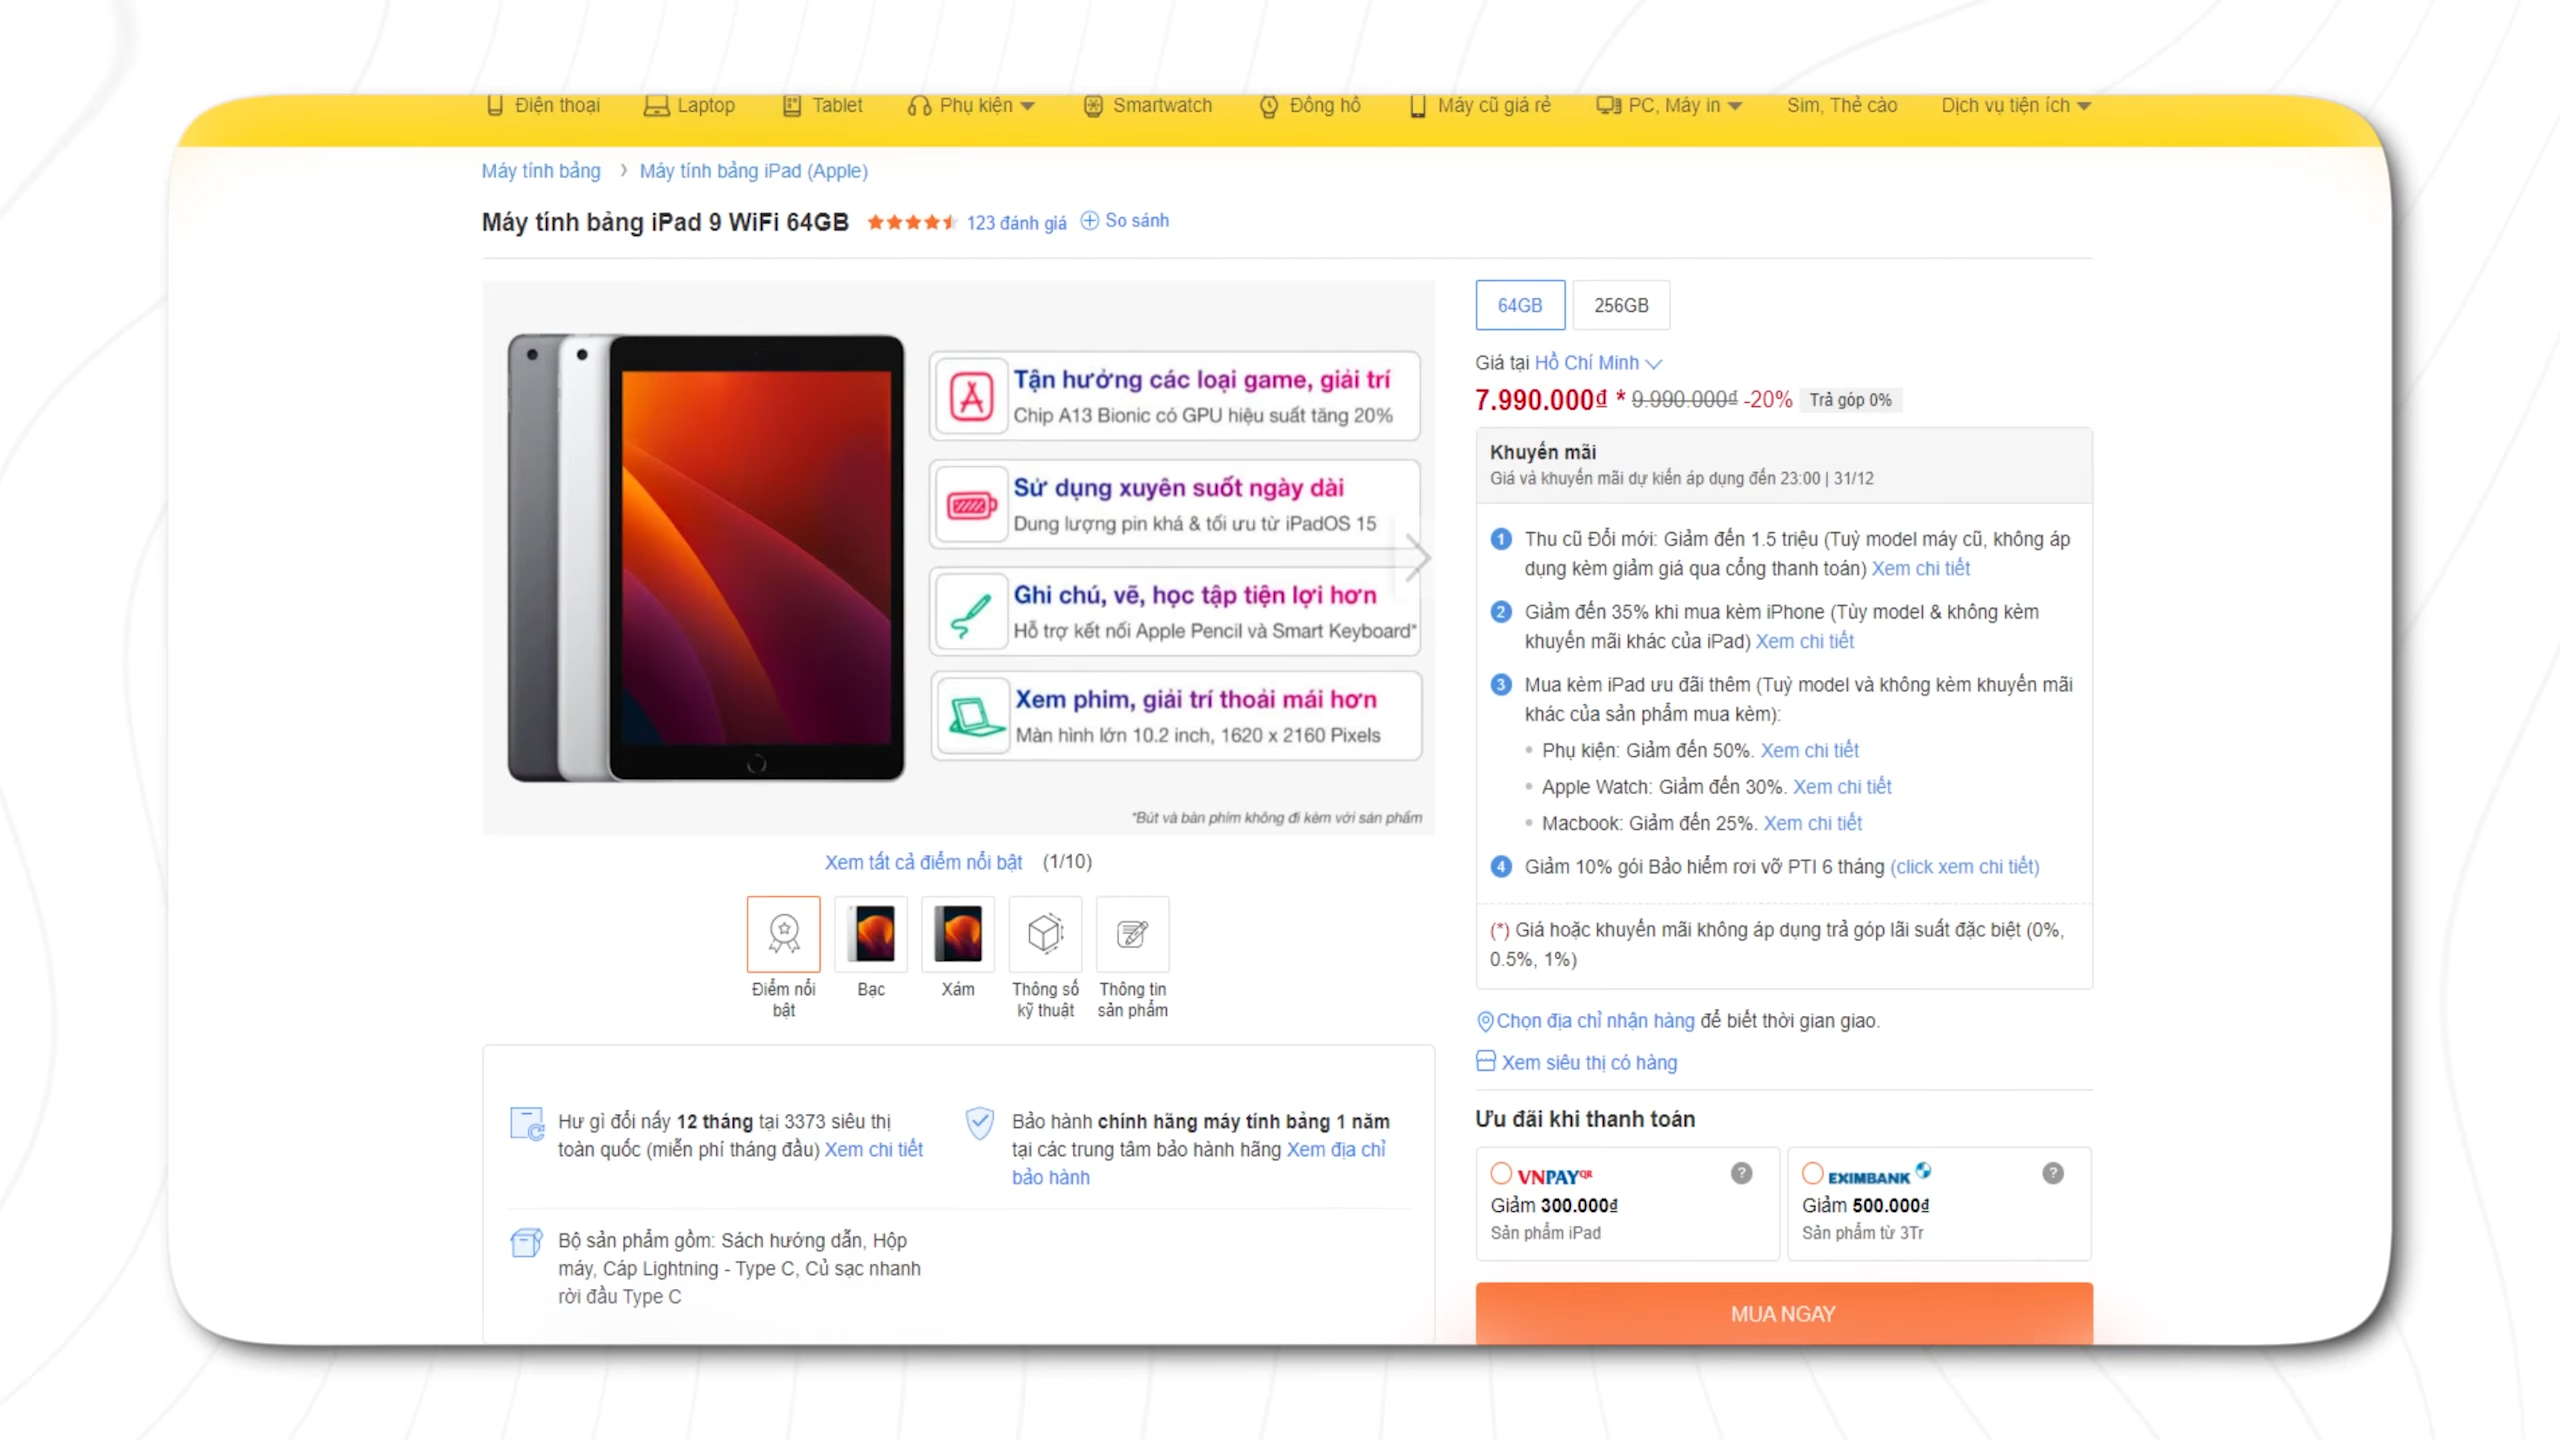 Điện thoại
Laptop
Tablet
Phụ kiện
Smartwatch
Đồng hồ
Máy cũ giá rẻ
PC, Máy in
Sim, Thẻ cào
Dịch vụ tiện ích
Máy tính bảng › Máy tính bảng iPad (Apple)
Máy tính bảng iPad 9 WiFi 64GB
123 đánh giá
So sánh
Tận hưởng các loại game, giải trí
Chip A13 Bionic có GPU hiệu suất tăng 20%
Sử dụng xuyên suốt ngày dài
Dung lượng pin khá & tối ưu từ iPadOS 15
Ghi chú, vẽ, học tập tiện lợi hơn
Hỗ trợ kết nối Apple Pencil và Smart Keyboard*
Xem phim, giải trí thoải mái hơn
Màn hình lớn 10.2 inch, 1620 x 2160 Pixels
*Bút và bàn phím không đi kèm với sản phẩm
Xem tất cả điểm nổi bật (1/10)
Điểm nổi
bật
Bạc
Xám
Thông số
kỹ thuật
Thông tin
sản phẩm
Hư gì đổi nấy 12 tháng tại 3373 siêu thị
toàn quốc (miễn phí tháng đầu) Xem chi tiết
Bảo hành chính hãng máy tính bảng 1 năm
tại các trung tâm bảo hành hãng Xem địa chỉ
bảo hành
Bộ sản phẩm gồm: Sách hướng dẫn, Hộp
máy, Cáp Lightning - Type C, Củ sạc nhanh
rời đầu Type C
64GB
256GB
Giá tại Hồ Chí Minh
7.990.000₫ * 9.990.000₫ -20% Trả góp 0%
Khuyến mãi
Giá và khuyến mãi dự kiến áp dụng đến 23:00 | 31/12
1 Thu cũ Đổi mới: Giảm đến 1.5 triệu (Tuỳ model máy cũ, không áp
dụng kèm giảm giá qua cổng thanh toán) Xem chi tiết
2 Giảm đến 35% khi mua kèm iPhone (Tùy model & không kèm
khuyến mãi khác của iPad) Xem chi tiết
3 Mua kèm iPad ưu đãi thêm (Tuỳ model và không kèm khuyến mãi
khác của sản phẩm mua kèm):
• Phụ kiện: Giảm đến 50%. Xem chi tiết
• Apple Watch: Giảm đến 30%. Xem chi tiết
• Macbook: Giảm đến 25%. Xem chi tiết
4 Giảm 10% gói Bảo hiểm rơi vỡ PTI 6 tháng (click xem chi tiết)
(*) Giá hoặc khuyến mãi không áp dụng trả góp lãi suất đặc biệt (0%,
0.5%, 1%)
Chọn địa chỉ nhận hàng để biết thời gian giao.
Xem siêu thị có hàng
Ưu đãi khi thanh toán
VNPAYQR
?
Giảm 300.000₫
Sản phẩm iPad
EXIMBANK
?
Giảm 500.000₫
Sản phẩm từ 3Tr
MUA NGAY